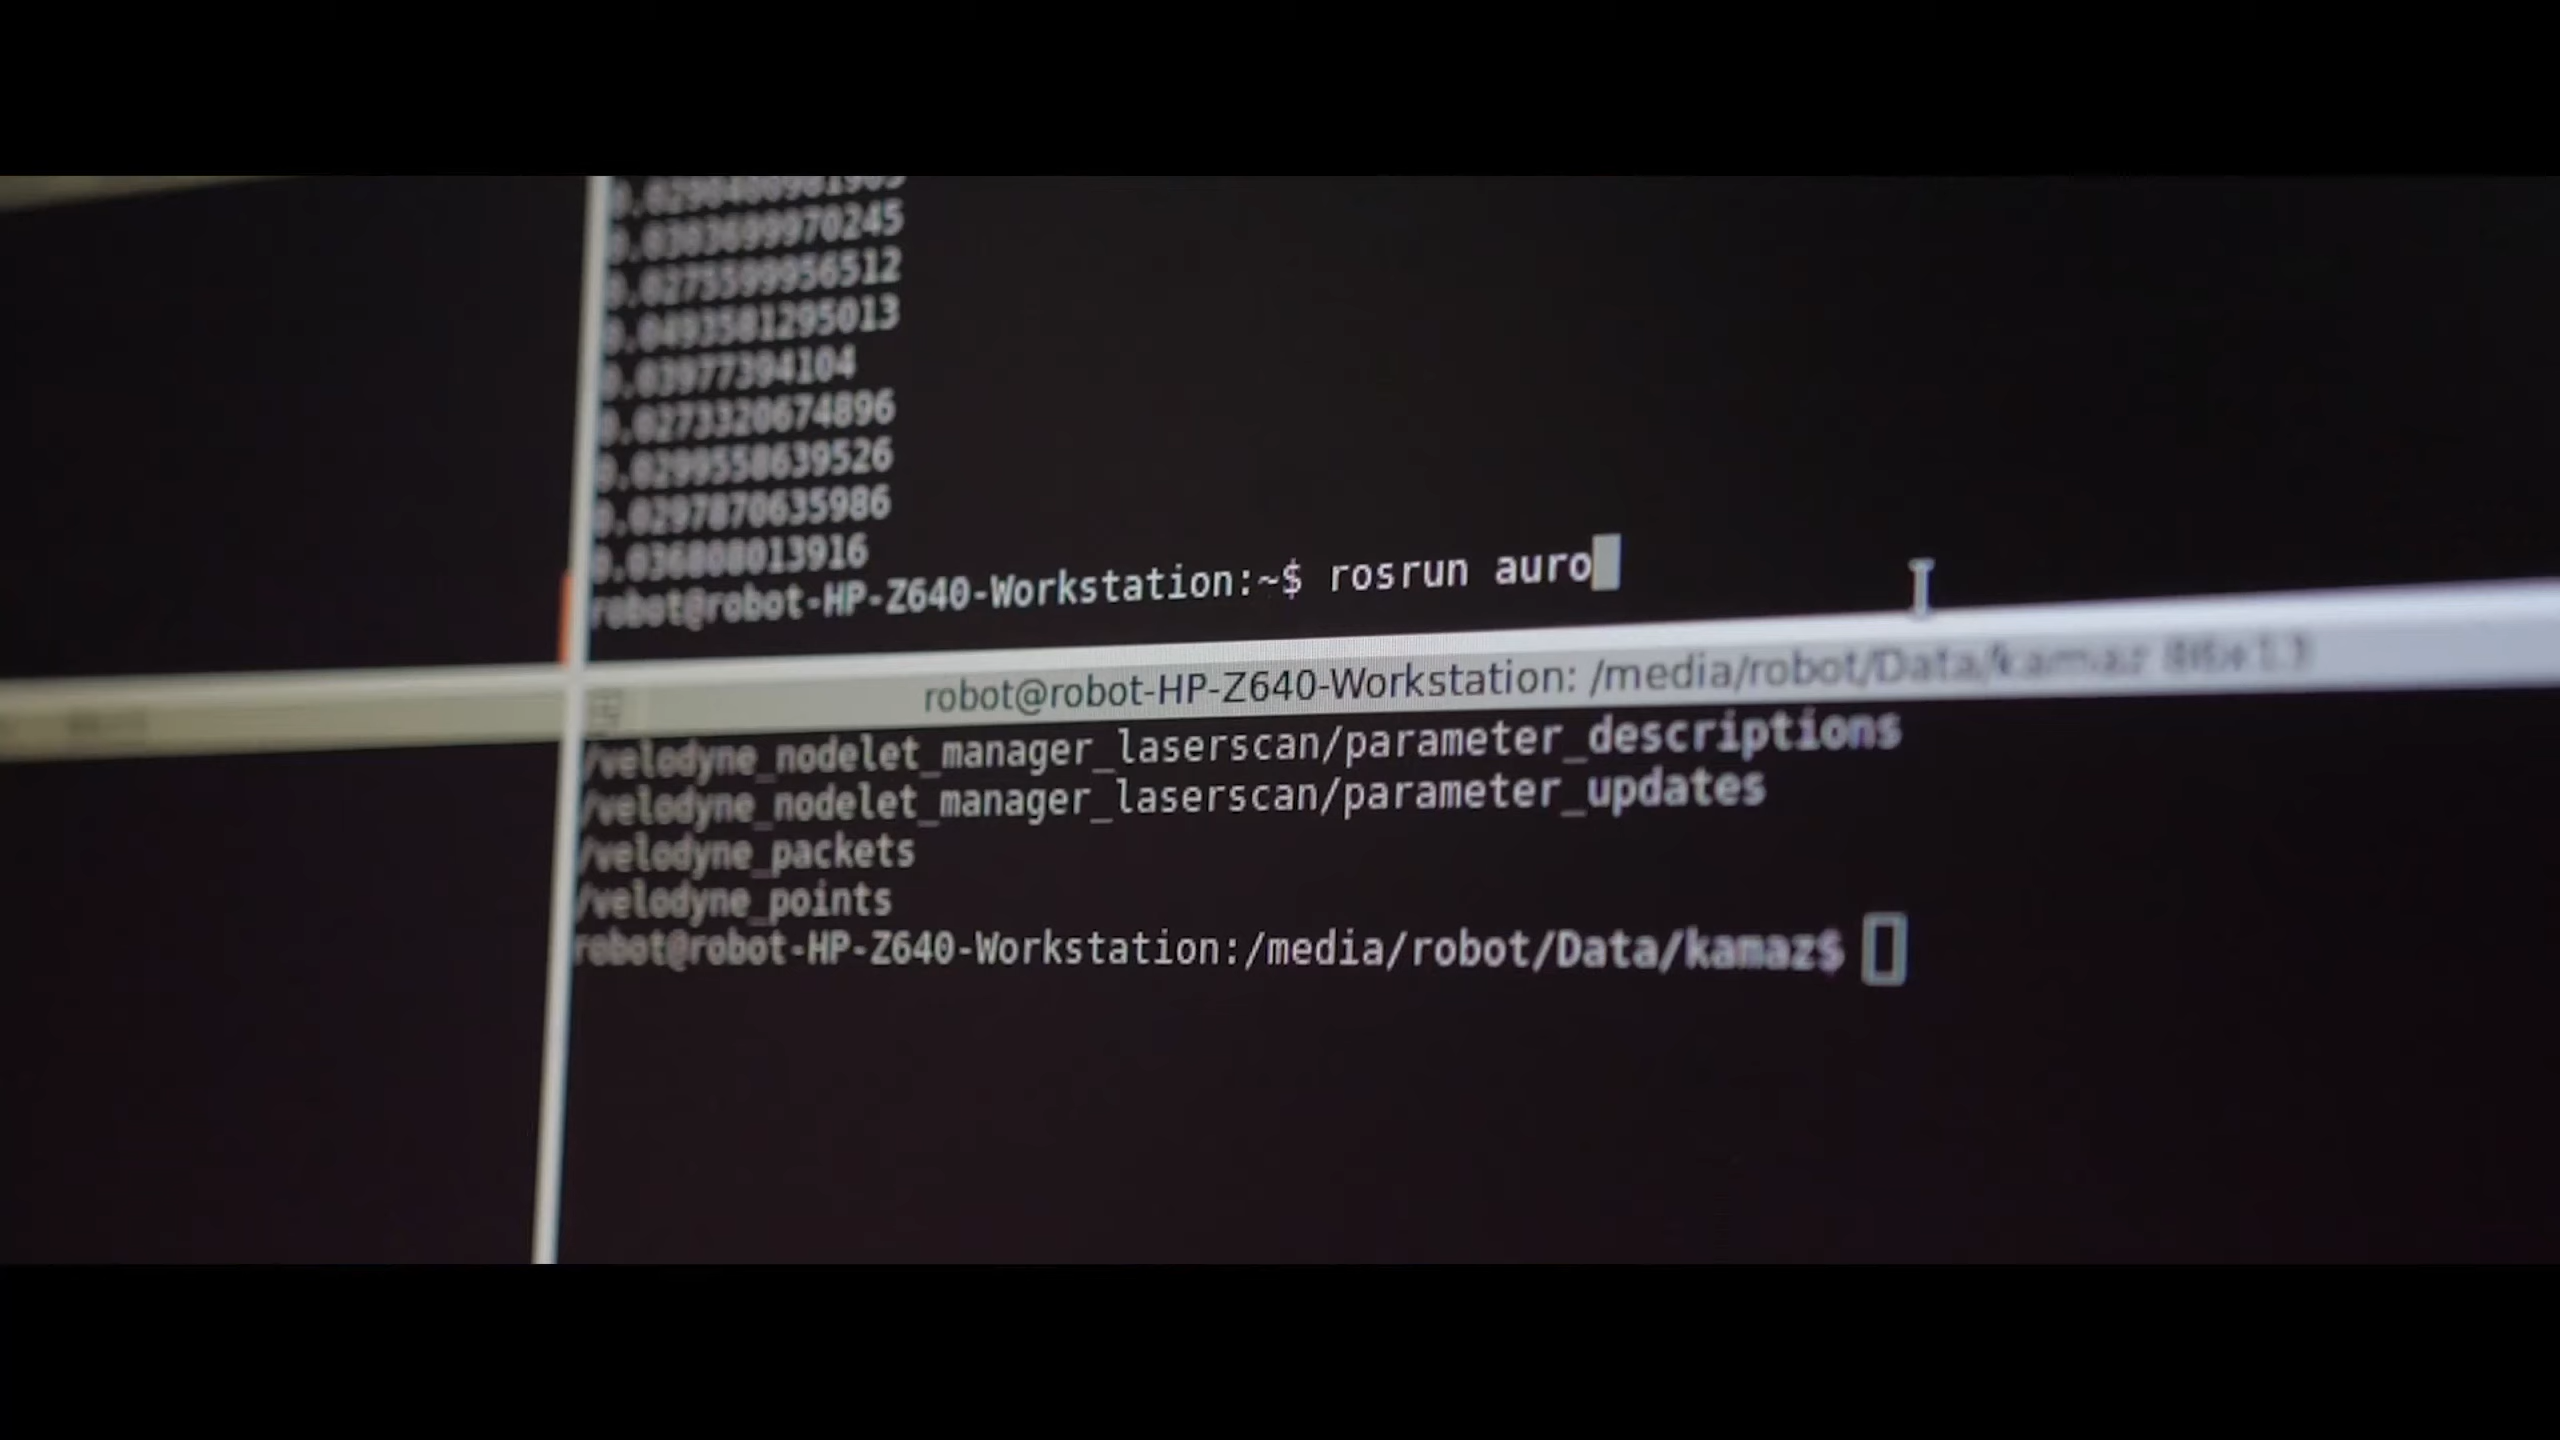 0.0303699970245
0.0275599956512
0.0493581295013
0.03977394104
0.0273320674896
0.0299558639526
0.0297870635986
0.036808013916
robot@robot-HP-Z640-Workstation:~$ rosrun auro
robot@robot-HP-Z640-Workstation: /media/robot/Data/kamaz
/velodyne_nodelet_manager_laserscan/parameter_descriptions
/velodyne_nodelet_manager_laserscan/parameter_updates
/velodyne_packets
/velodyne_points
robot@robot-HP-Z640-Workstation:/media/robot/Data/kamaz$